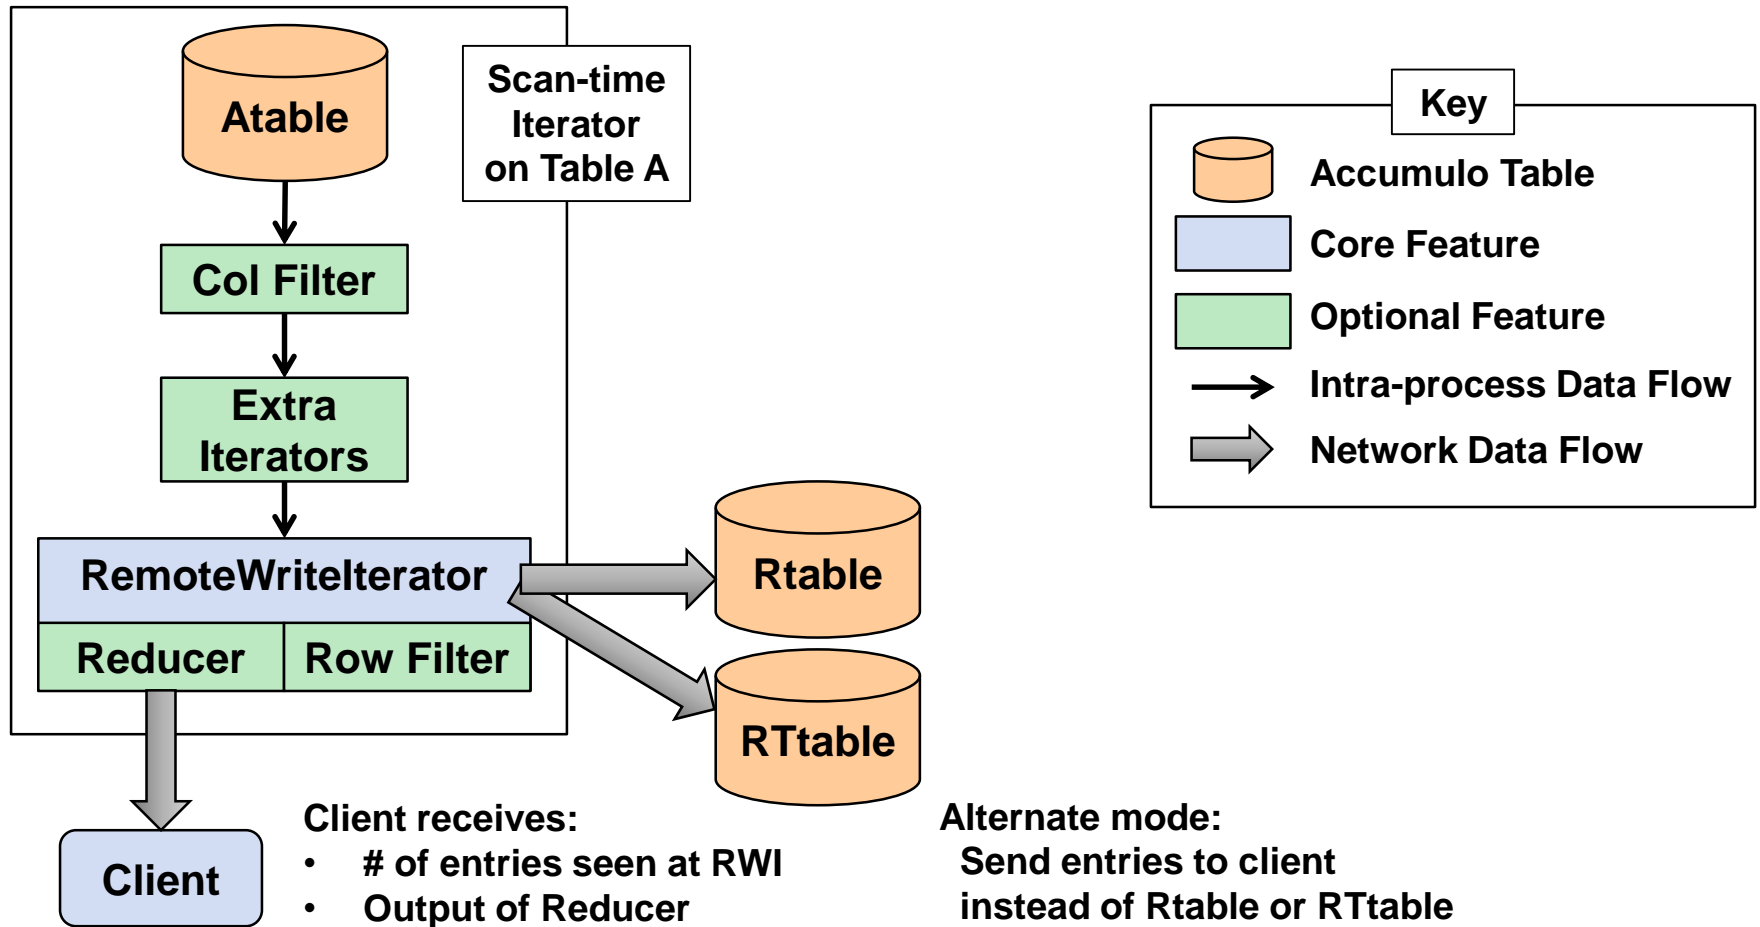 Atable
Scan-time
Iterator
on Table A
Col Filter
Extra
Iterators
RemoteWriteIterator
Reducer
Row Filter
Rtable
RTtable
Client
Client receives:
• # of entries seen at RWI
• Output of Reducer
Alternate mode:
Send entries to client
instead of Rtable or RTtable
Key
Accumulo Table
Core Feature
Optional Feature
Intra-process Data Flow
Network Data Flow